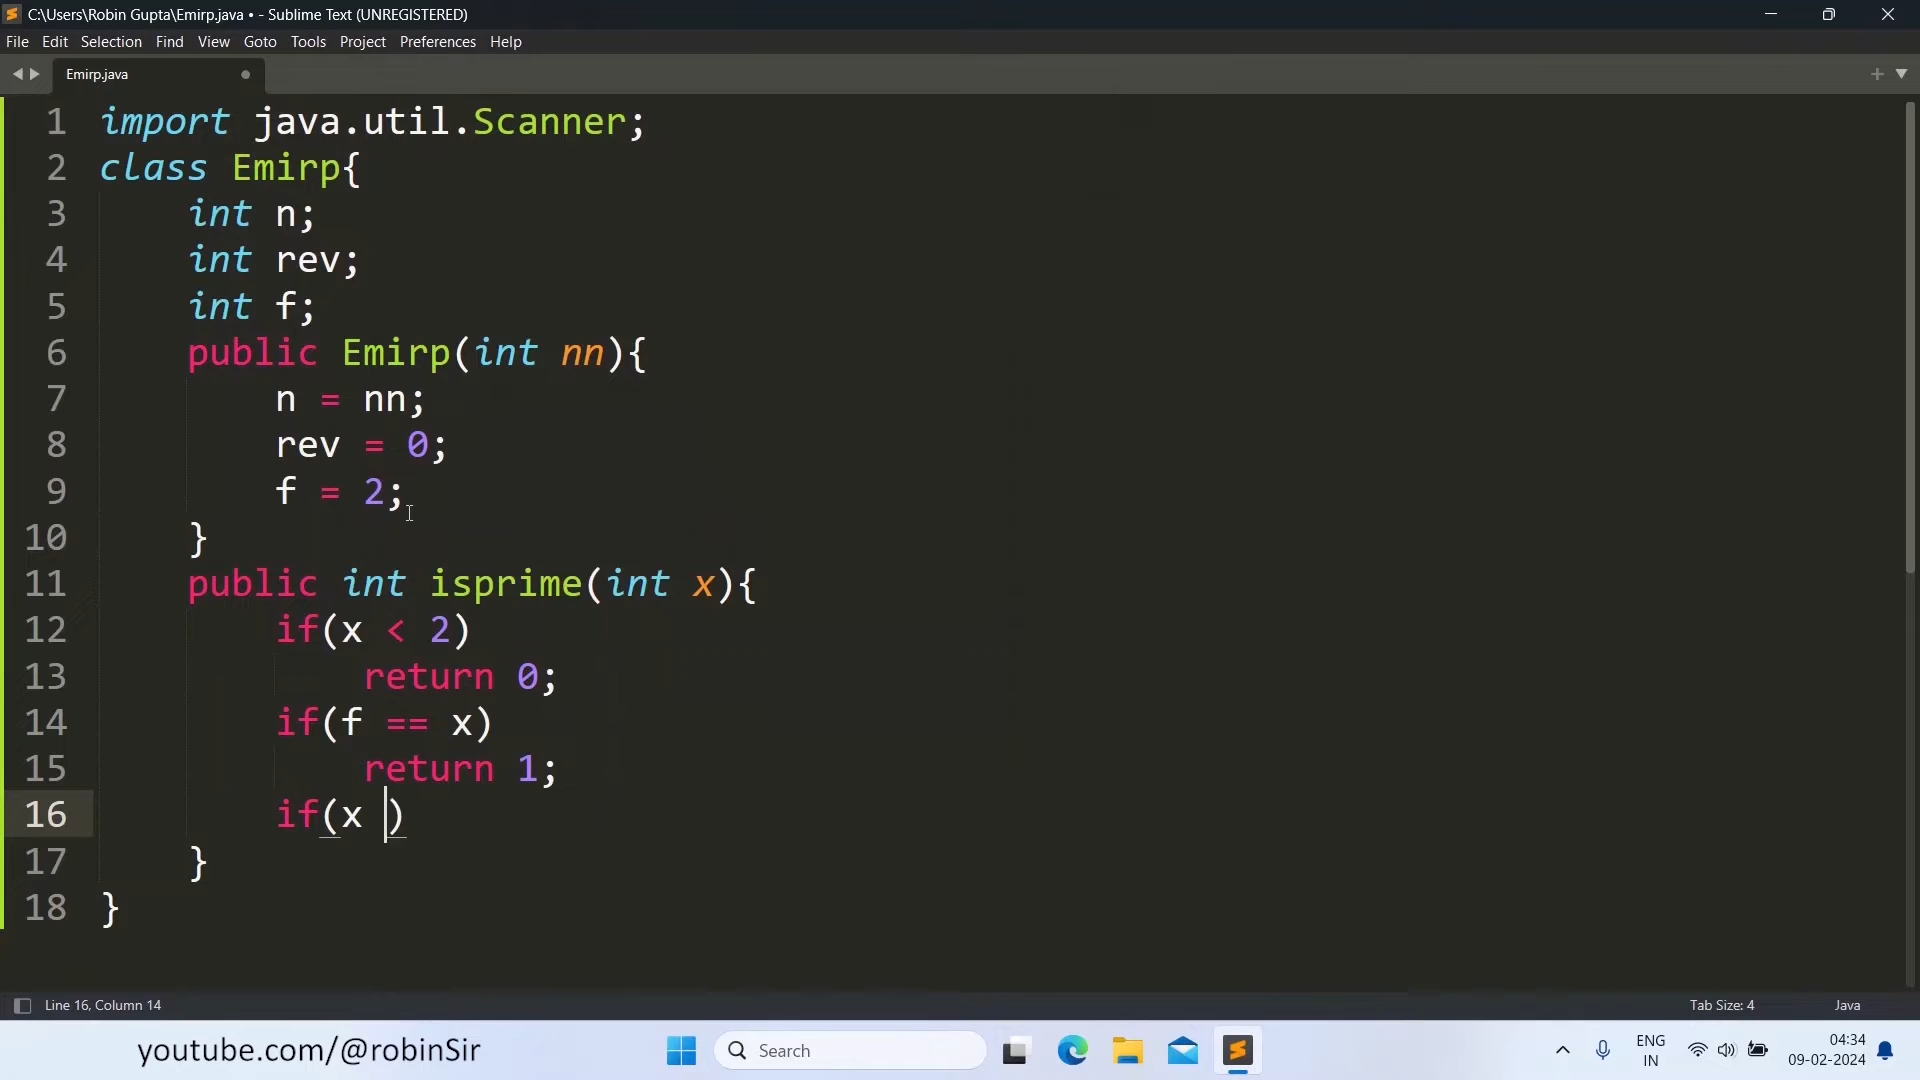 C:\Users\Robin Gupta\Emirp.java • - Sublime Text (UNREGISTERED)
File Edit Selection Find View Goto Tools Project Preferences Help
Emirp.java
1 import java.util.Scanner;
2 class Emirp{
3 int n;
4 int rev;
5 int f;
6 public Emirp(int nn){
7 n = nn;
8 rev = 0;
9 f = 2;
10 }
11 public int isprime(int x){
12 if(x < 2)
13 return 0;
14 if(f == x)
15 return 1;
16 if(x )
17 }
18 }
Line 16, Column 14 Tab Size: 4 Java
youtube.com/@robinSir Search ENG 04:34
IN 09-02-2024